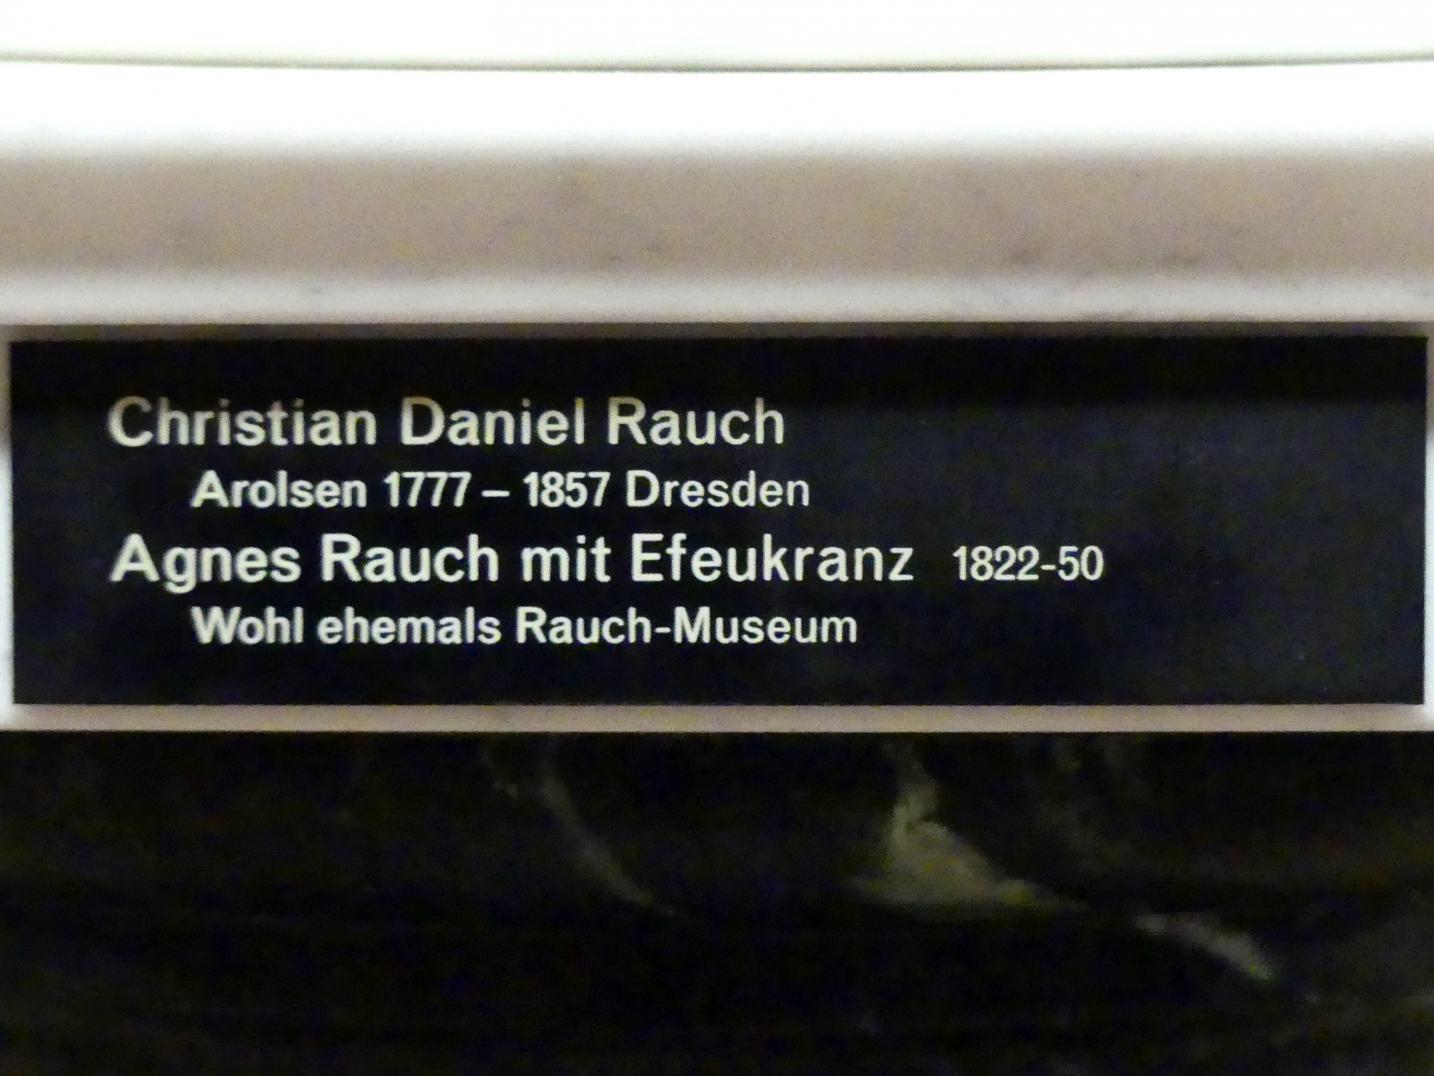 Christian Daniel Rauch
Arolsen 1777 – 1857 Dresden
Agnes Rauch mit Efeukranz 1822-50
Wohl ehemals Rauch-Museum